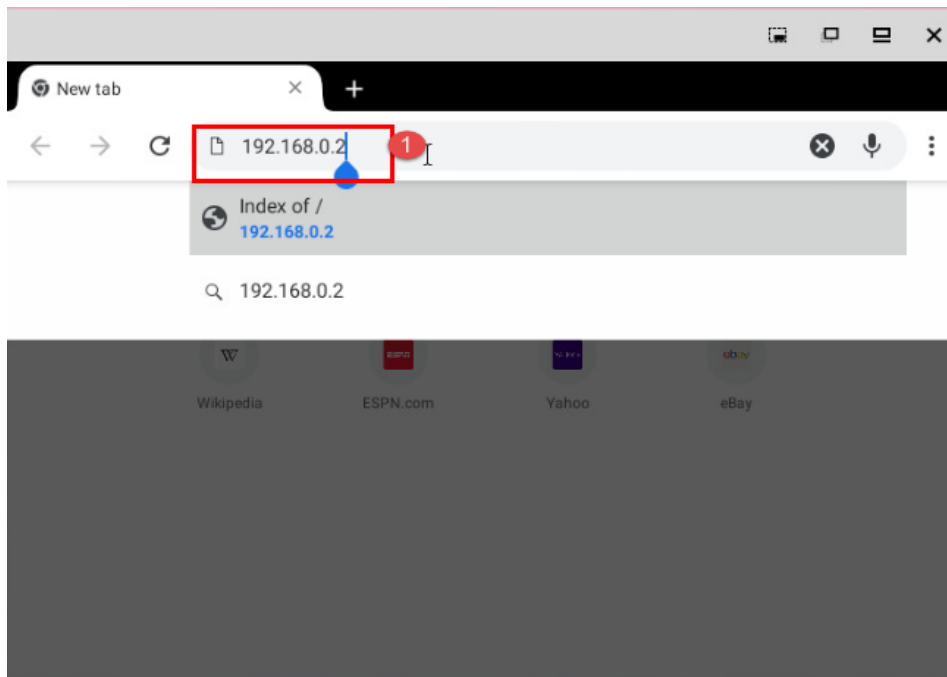 New tab
192.168.0.2
1
Index of /
192.168.0.2
192.168.0.2
W
ebay
Wikipedia ESPN.com Yahoo eBay